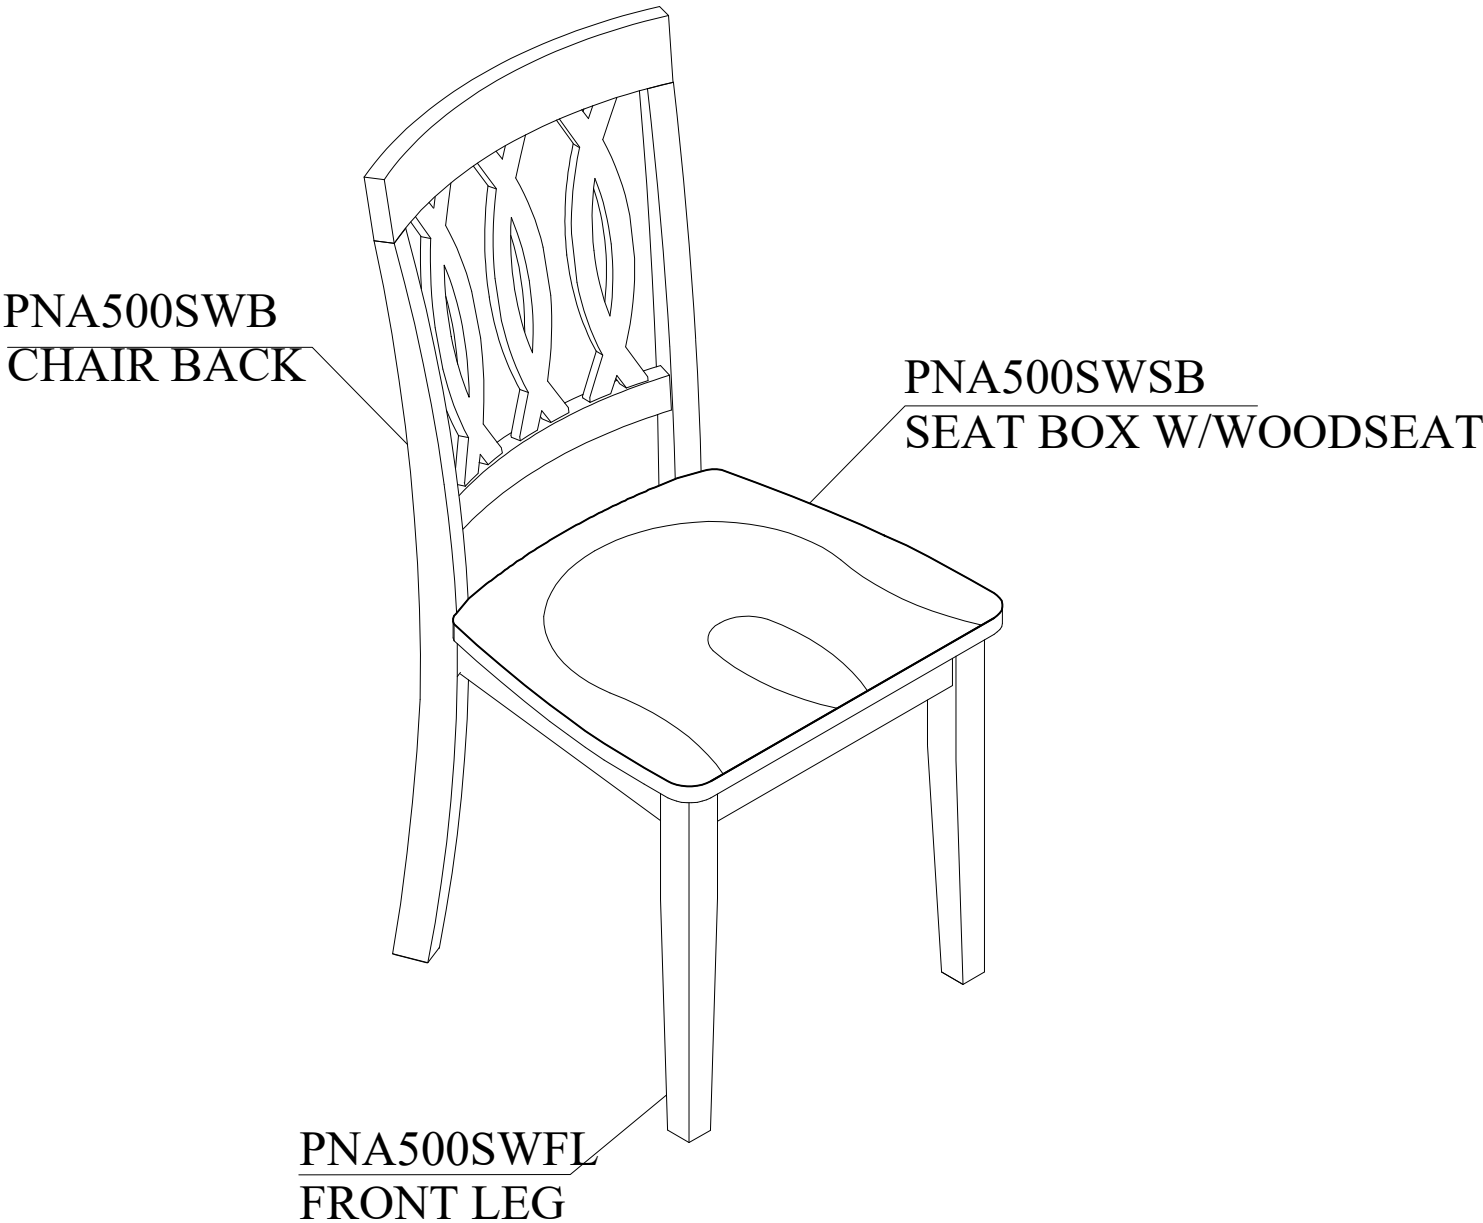 PNA500SWB
CHAIR BACK
PNA500SWSB
SEAT BOX W/WOODSEAT
PNA500SWFL
FRONT LEG